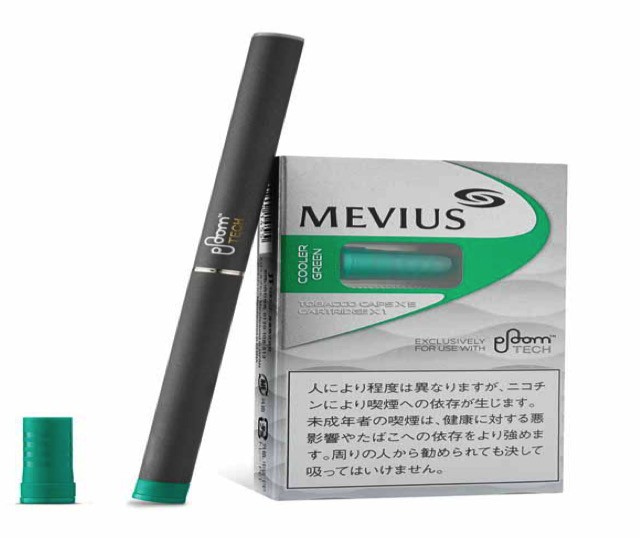 Ploom
TECH
MEVIUS
COOLER
GREEN
TOBACCO CAPS X 5
CARTRIDGE X 1
EXCLUSIVELY
FOR USE WITH
Ploom™
TECH
人により程度は異なりますが、ニコチ
ンにより喫煙への依存が生じます。
未成年者の喫煙は、健康に対する悪
影響やたばこへの依存をより強めま
す。周りの人から勧められても決して
吸ってはいけません。